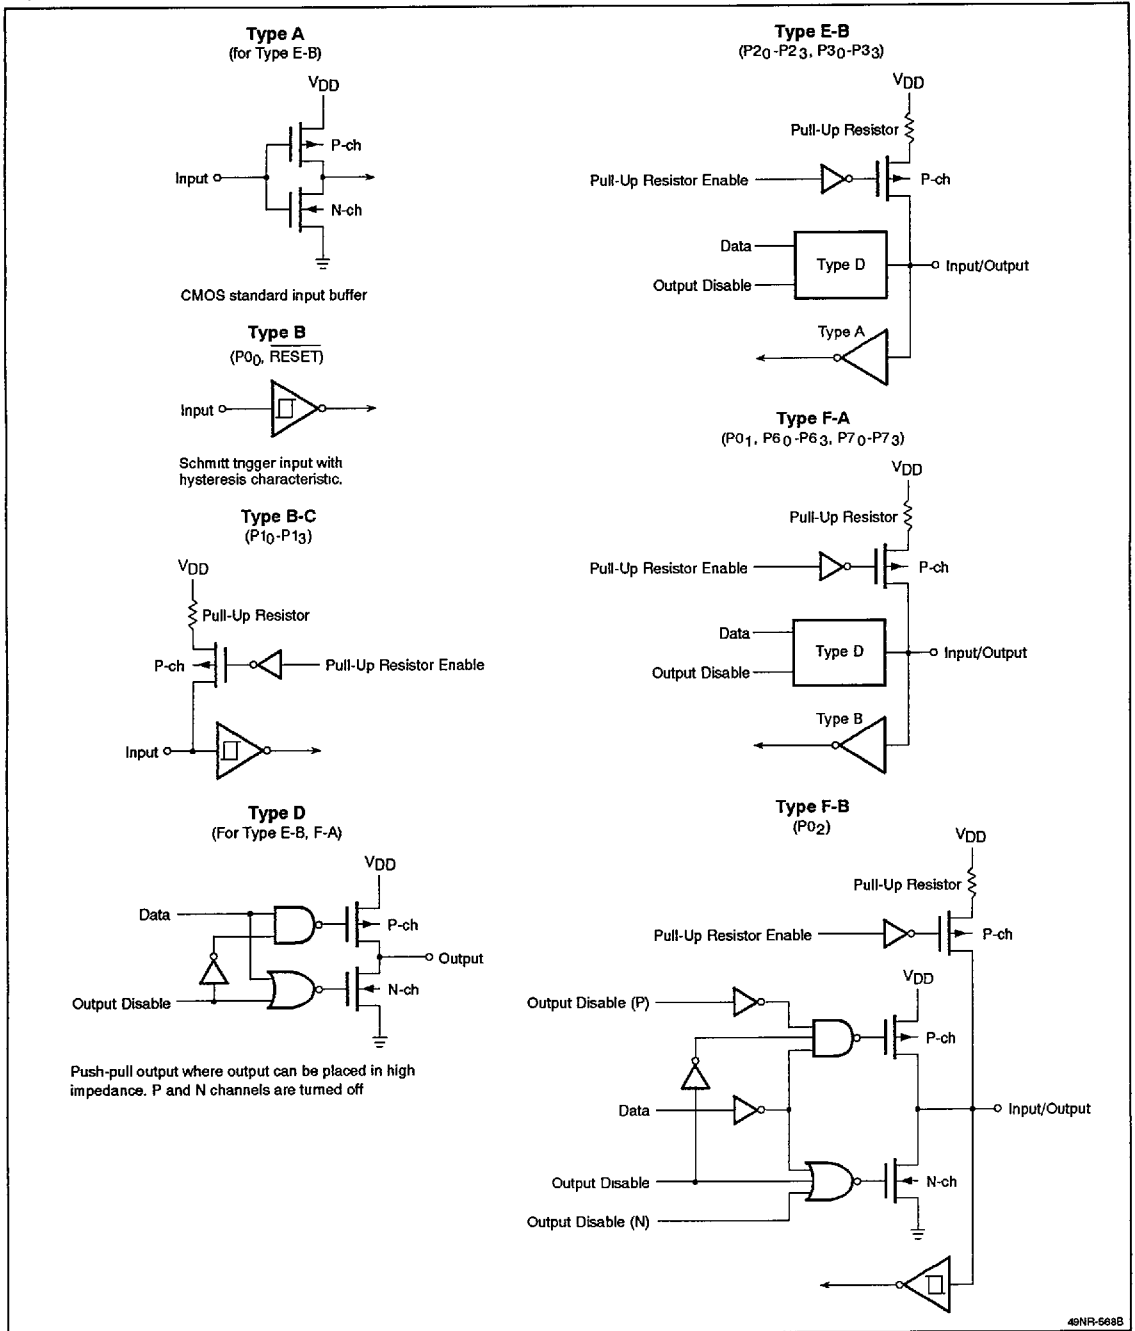 Type A
(for Type E-B)
VDD
P-ch
Input
N-ch
CMOS standard input buffer
Type B
(P00, RESET)
Input
Schmitt trigger input with
hysteresis characteristic.
Type B-C
(P10-P13)
VDD
Pull-Up Resistor
P-ch
Pull-Up Resistor Enable
Input
Type D
(For Type E-B, F-A)
VDD
Data
P-ch
Output
N-ch
Output Disable
Push-pull output where output can be placed in high
impedance. P and N channels are turned off
Type E-B
(P20-P23, P30-P33)
VDD
Pull-Up Resistor
Pull-Up Resistor Enable
P-ch
Data
Type D
Input/Output
Output Disable
Type A
Type F-A
(P01, P60-P63, P70-P73)
VDD
Pull-Up Resistor
Pull-Up Resistor Enable
P-ch
Data
Type D
Input/Output
Output Disable
Type B
Type F-B
(P02)
VDD
Pull-Up Resistor
Pull-Up Resistor Enable
P-ch
VDD
Output Disable (P)
P-ch
Data
Input/Output
Output Disable
N-ch
Output Disable (N)
49NR-568B